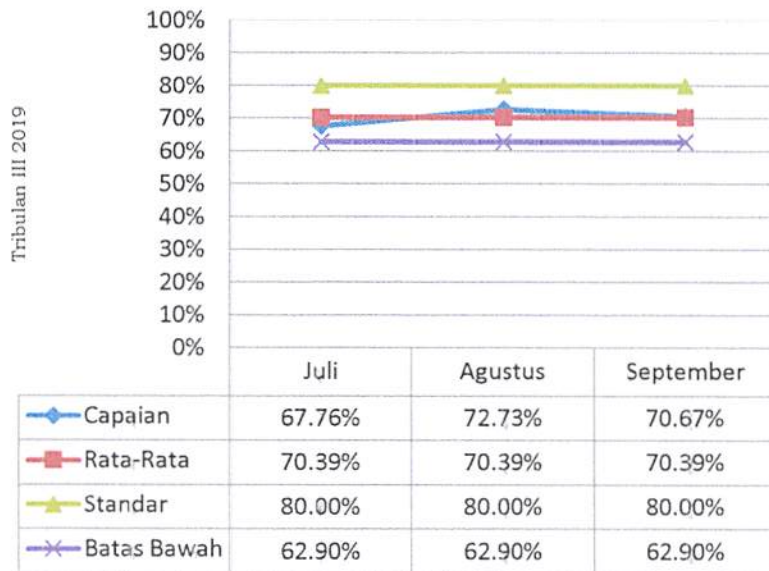 Tribulan III 2019
100%
90%
80%
70%
60%
50%
40%
30%
20%
10%
0%
Juli Agustus September
Capaian 67.76% 72.73% 70.67%
Rata-Rata 70.39% 70.39% 70.39%
Standar 80.00% 80.00% 80.00%
Batas Bawah 62.90% 62.90% 62.90%